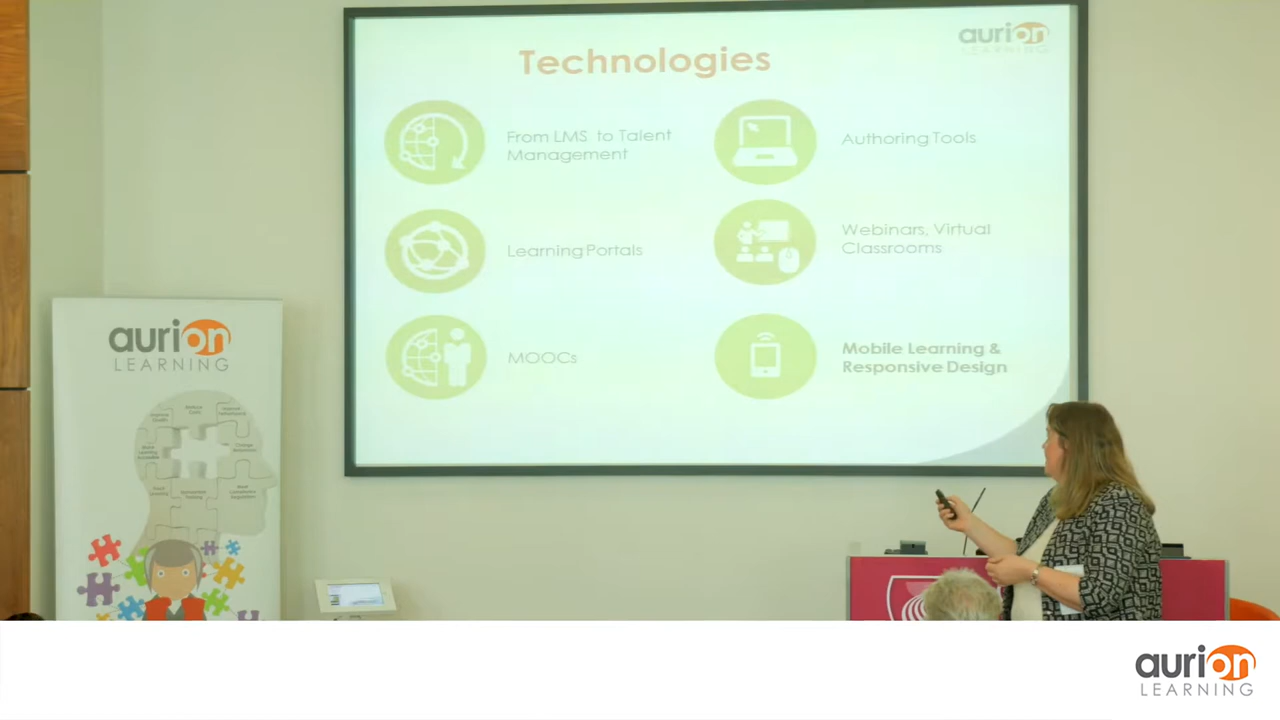 aurion
LEARNING
Technologies
From LMS to Talent
Management
Authoring Tools
Learning Portals
Webinars, Virtual
Classrooms
MOOCs
Mobile Learning &
Responsive Design
aurion
LEARNING
aurion
LEARNING